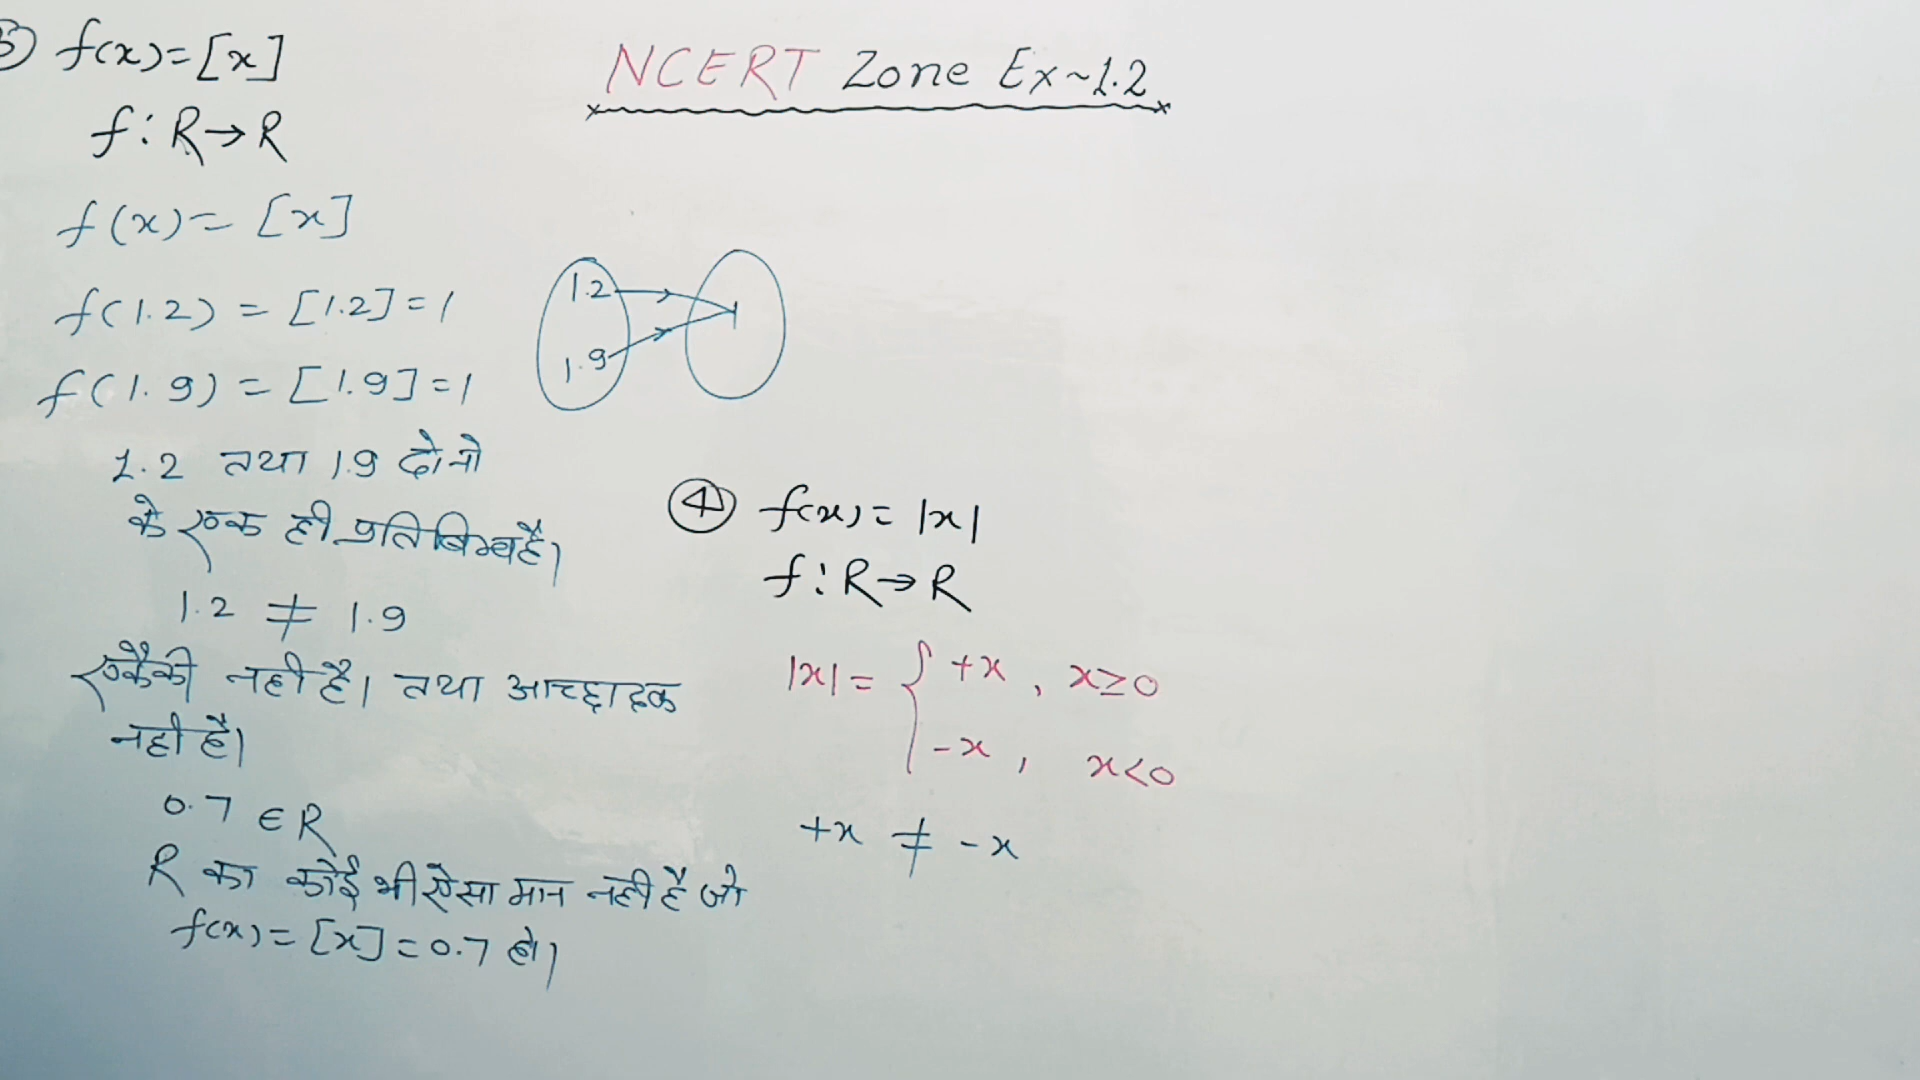 NCERT Zone Ex~1.2
f(x)=[x]
f:R→R
f(x)=[x]
f(1.2)=[1.2]=1
f(1.9)=[1.9]=1
1.2
1.9
1
1.2 तथा 1.9 दोनो
के एक ही प्रतिबिम्ब है।
1.2 ≠ 1.9
एकैकी नही है। तथा आच्छादक
नही है।
0.7 ∈ R
R का कोई भी ऐसा मान नही है जो
f(x)=[x]=0.7 हो।
④ f(x)=|x|
f:R→R
|x|={+x, x≥0
-x, x<0
+x ≠ -x